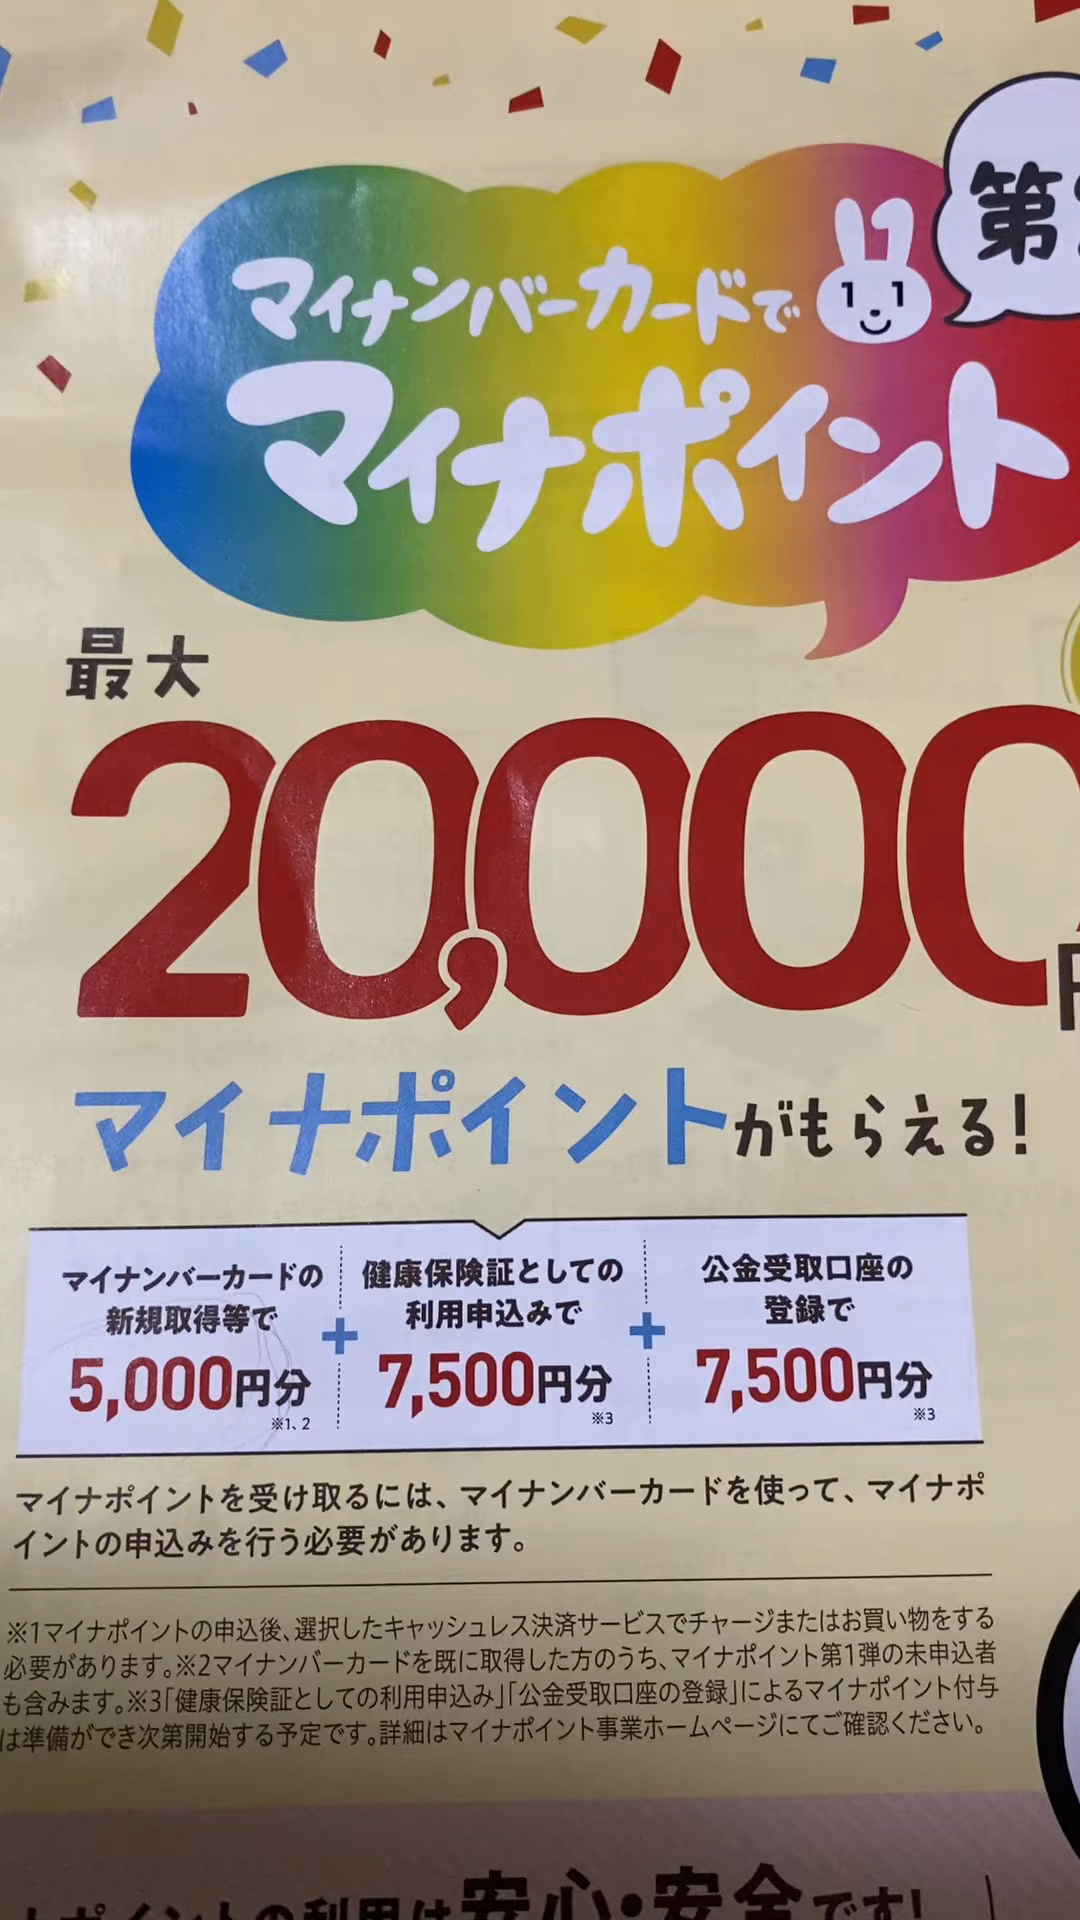 第
マイナンバーカードで
マイナポイント
最大
20,000
マイナポイントがもらえる!
マイナンバーカードの
新規取得等で
5,000円分
※1、2
+
健康保険証としての
利用申込みで
7,500円分
※3
+
公金受取口座の
登録で
7,500円分
※3
マイナポイントを受け取るには、マイナンバーカードを使って、マイナポ
イントの申込みを行う必要があります。
※1マイナポイントの申込後、選択したキャッシュレス決済サービスでチャージまたはお買い物をする
必要があります。※2マイナンバーカードを既に取得した方のうち、マイナポイント第1弾の未申込者
も含みます。※3「健康保険証としての利用申込み」「公金受取口座の登録」によるマイナポイント付与
は準備ができ次第開始する予定です。詳細はマイナポイント事業ホームページにてご確認ください。
ポイントの利用は安心・安全です!